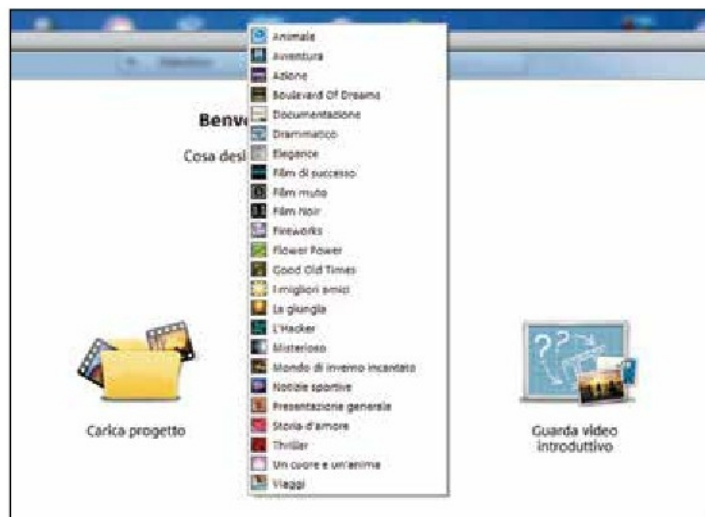 Benv
Cosa desi
Animale
Avventura
Azione
Boulevard Of Dreams
Documentazione
Drammatico
Elegance
Film di successo
Film muto
Film Noir
Fireworks
Flower Power
Good Old Times
I migliori amici
La giungla
L'Hacker
Misterioso
Mondo di inverno incantato
Notizie sportive
Presentazione generale
Storia d'amore
Thriller
Un cuore e un'anima
Viaggi
Carica progetto
Guarda video
introduttivo